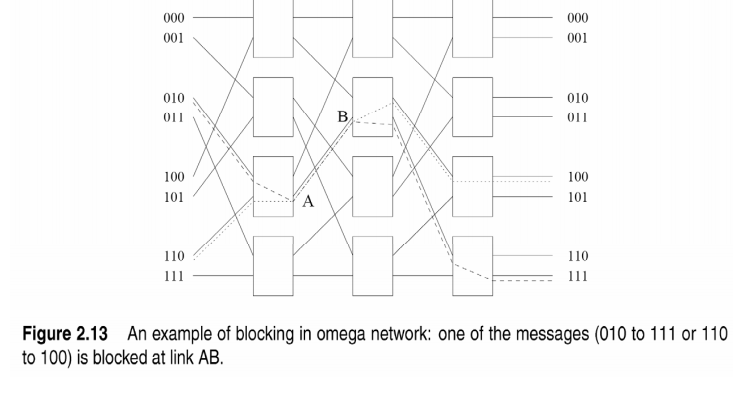 000 000
001 001
010 010
011 B 011
100 100
101 A 101
110 110
111 111
Figure 2.13 An example of blocking in omega network: one of the messages (010 to 111 or 110
to 100) is blocked at link AB.